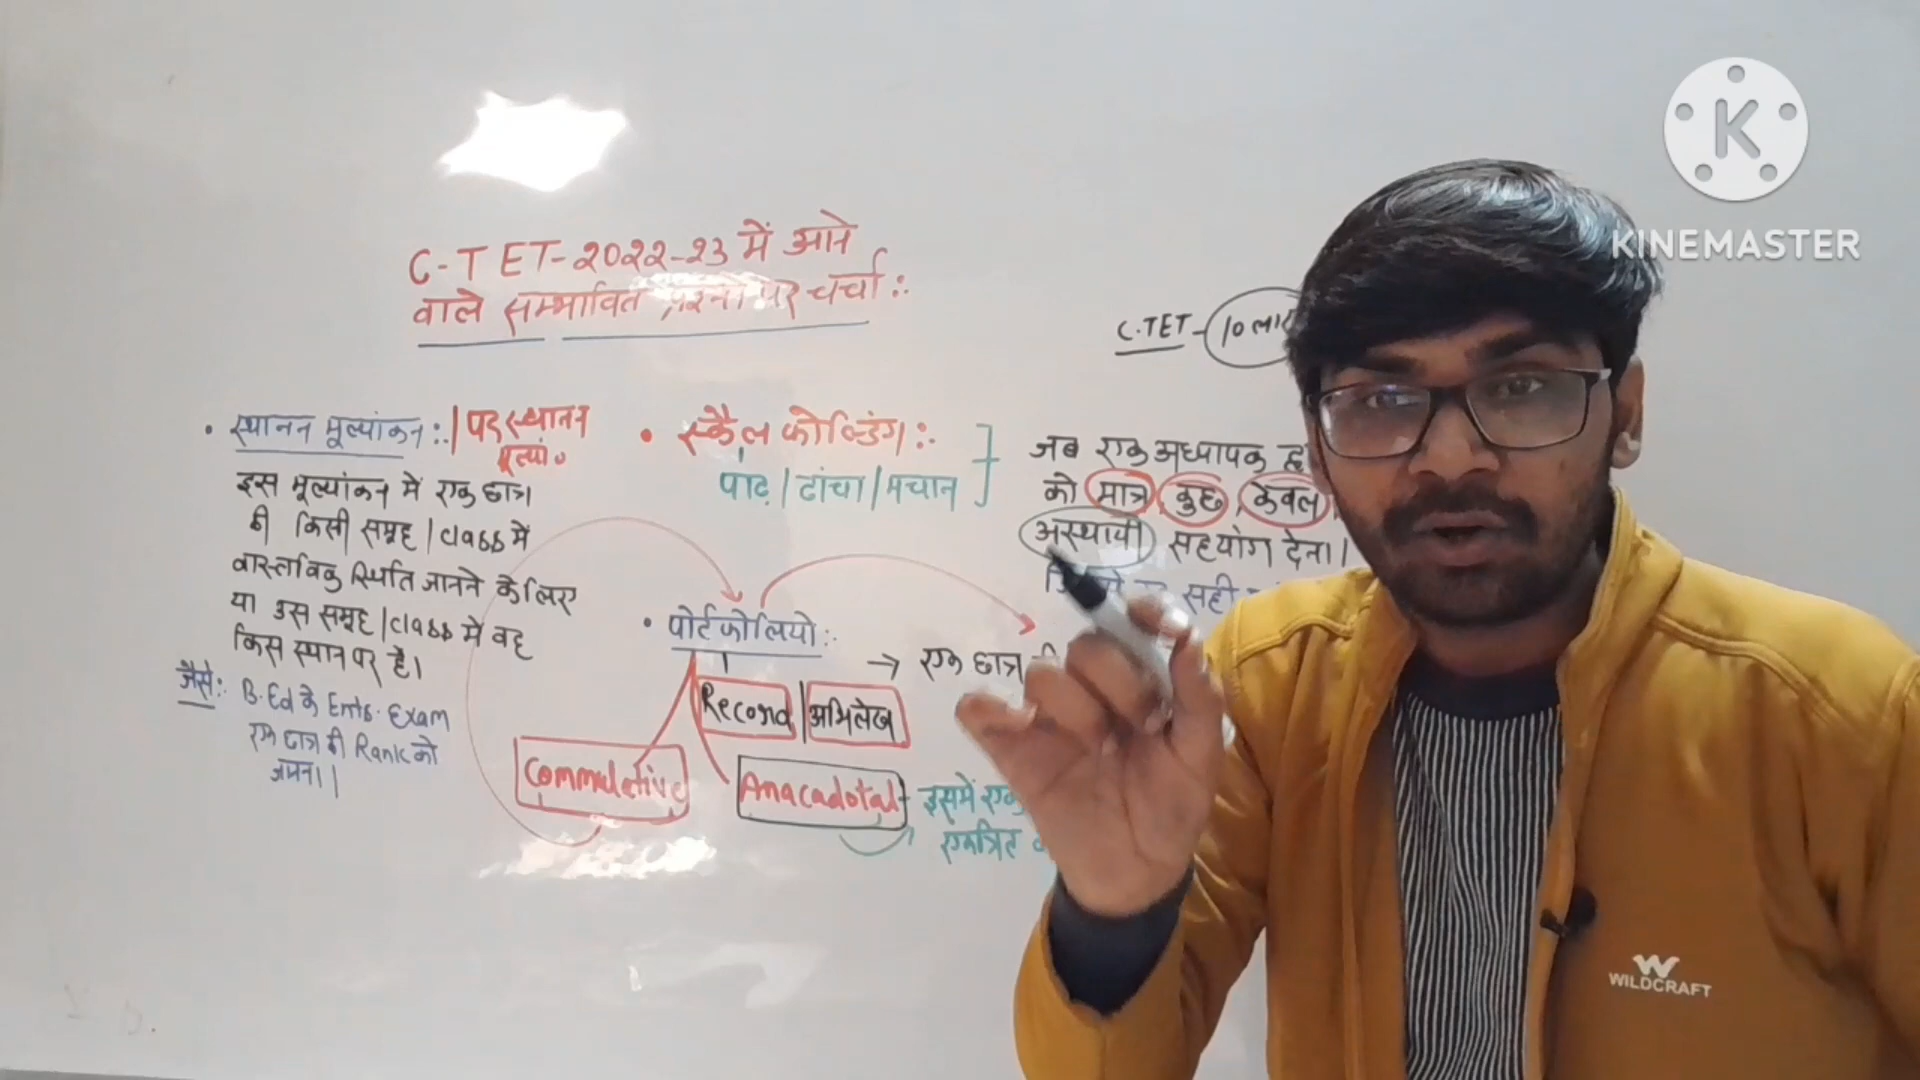 C-TET-2022-23 में आने
वाले सम्भावित प्रश्नों पर चर्चा :.
C.TET - 10 लाख
• स्थानन मूल्यांकन :. | पद स्थानन
मूल्यां०
इस मूल्यांकन में एक छात्र
की किसी समूह / class में
वास्तविक स्थिति जानने के लिए
या उस समूह / class में वह
किस स्थान पर है।
जैसे :. B.Ed के Exam
एक छात्र की Rank को
• स्कैल फोल्डिंग :.
पाढ़ / ढांचा / मचान
जब एक अध्यापक
को मात्र, कुछ, केवल
अस्थायी सहयोग देना।
सही
• पोर्टफोलियो :.
Record | अभिलेख
Commulative
Anacadotal
→ एक छात्र की
इसमें एक
एकत्रित
KINEMASTER
WILDCRAFT